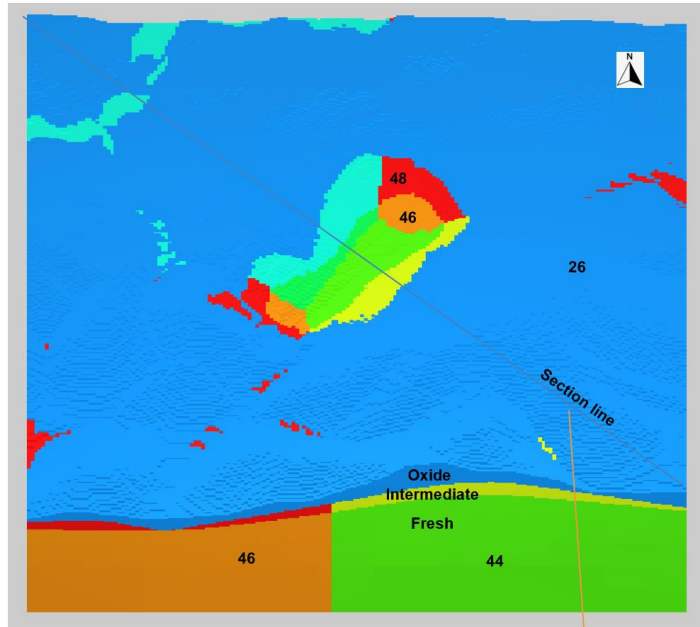 N
48
46
26
Section line
Oxide
Intermediate
Fresh
46
44